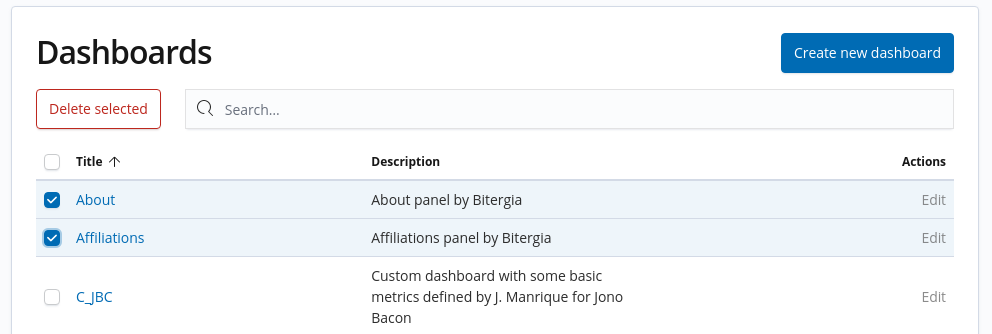 Dashboards
Create new dashboard
Delete selected
Search...
Title Description Actions
About About panel by Bitergia Edit
Affiliations Affiliations panel by Bitergia Edit
Custom dashboard with some basic
C_JBC metrics defined by J. Manrique for Jono Edit
Bacon